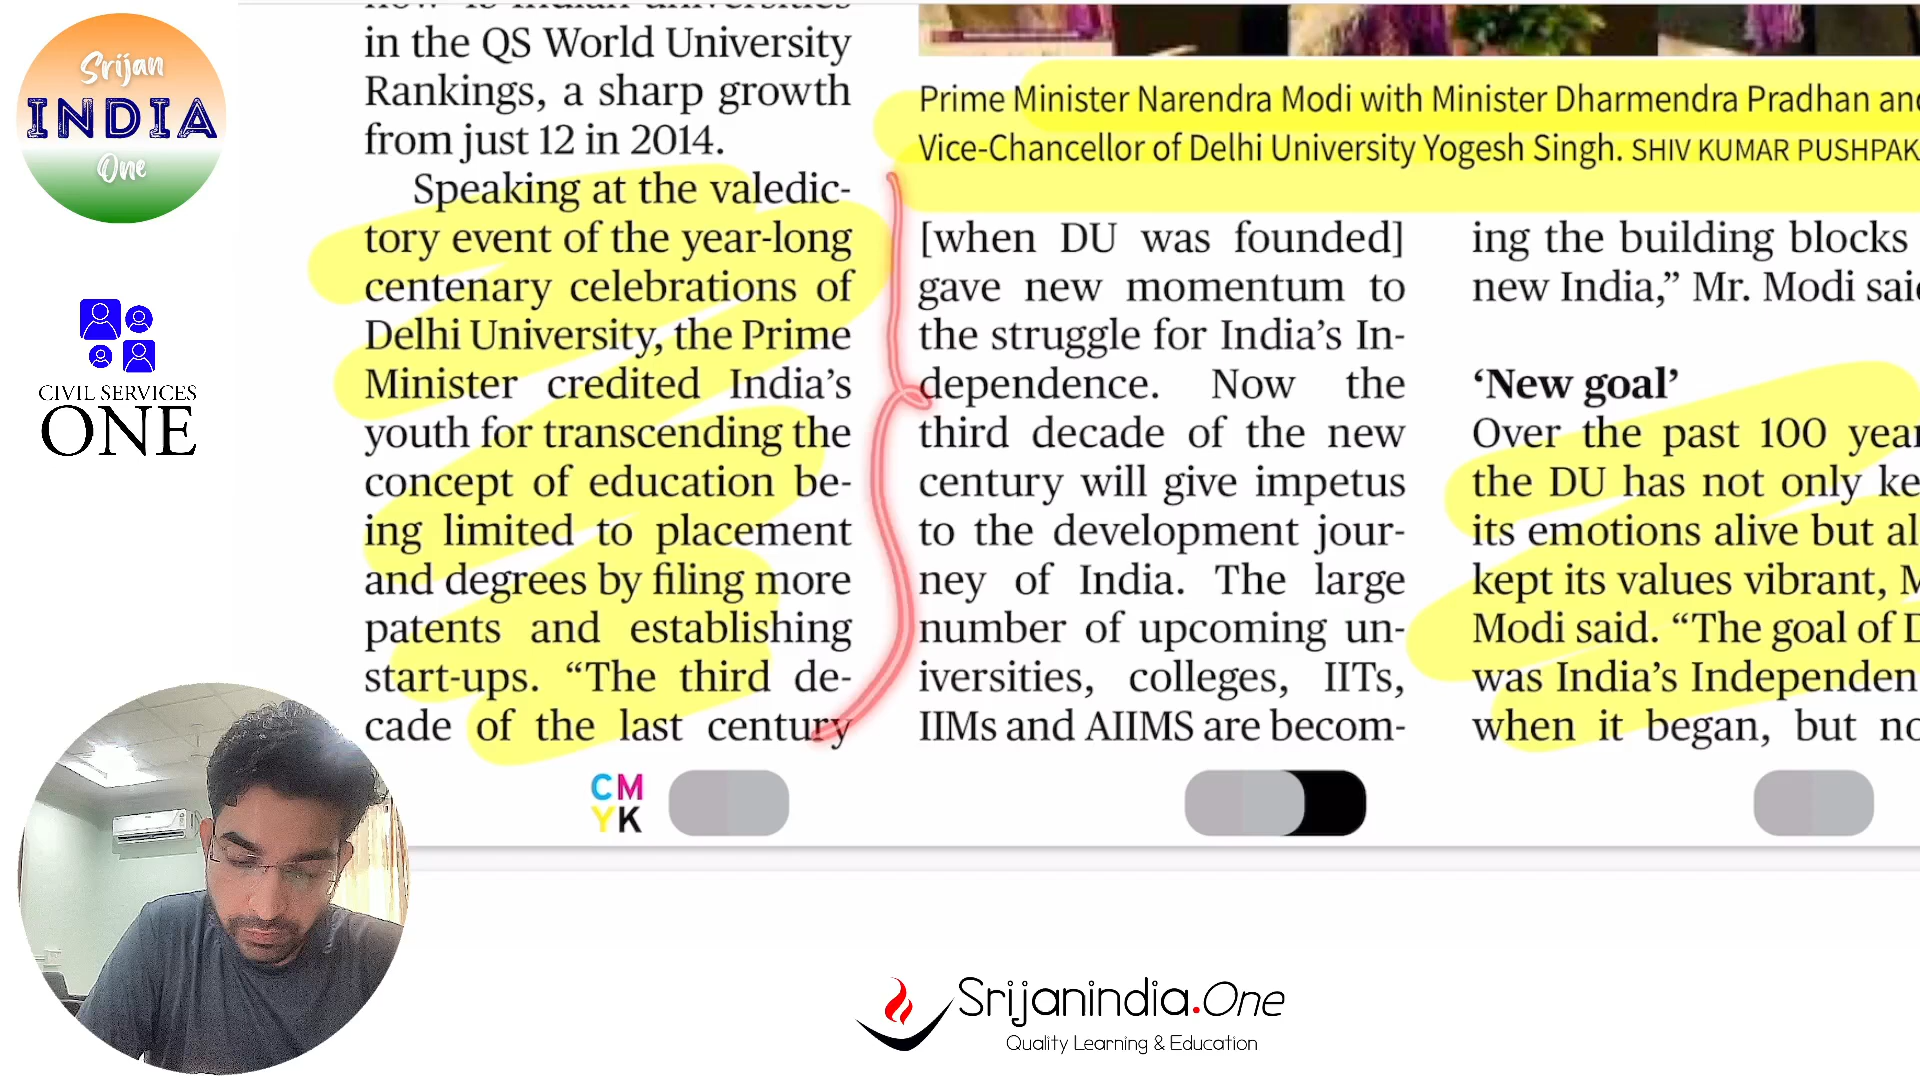 Srijan
INDIA
One
CIVIL SERVICES
ONE
in the QS World University
Rankings, a sharp growth
from just 12 in 2014.
Speaking at the valedic-
tory event of the year-long
centenary celebrations of
Delhi University, the Prime
Minister credited India's
youth for transcending the
concept of education be-
ing limited to placement
and degrees by filing more
patents and establishing
start-ups. “The third de-
cade of the last century
Prime Minister Narendra Modi with Minister Dharmendra Pradhan and
Vice-Chancellor of Delhi University Yogesh Singh. SHIV KUMAR PUSHPAK
[when DU was founded]
gave new momentum to
the struggle for India’s In-
dependence. Now the
third decade of the new
century will give impetus
to the development jour-
ney of India. The large
number of upcoming un-
iversities, colleges, IITs,
IIMs and AIIMS are becom-
ing the building blocks
new India,” Mr. Modi said
‘New goal’
Over the past 100 year
the DU has not only ke
its emotions alive but al
kept its values vibrant, M
Modi said. “The goal of D
was India’s Independen
when it began, but no
CM
YK
Srijanindia.One
Quality Learning & Education